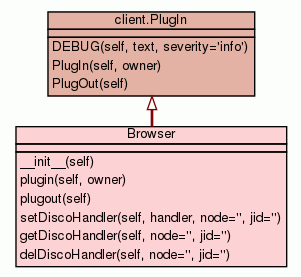 client.PlugIn
DEBUG(self, text, severity='info')
PlugIn(self, owner)
PlugOut(self)
Browser
__init__(self)
plugin(self, owner)
plugout(self)
setDiscoHandler(self, handler, node='', jid='')
getDiscoHandler(self, node='', jid='')
delDiscoHandler(self, node='', jid='')